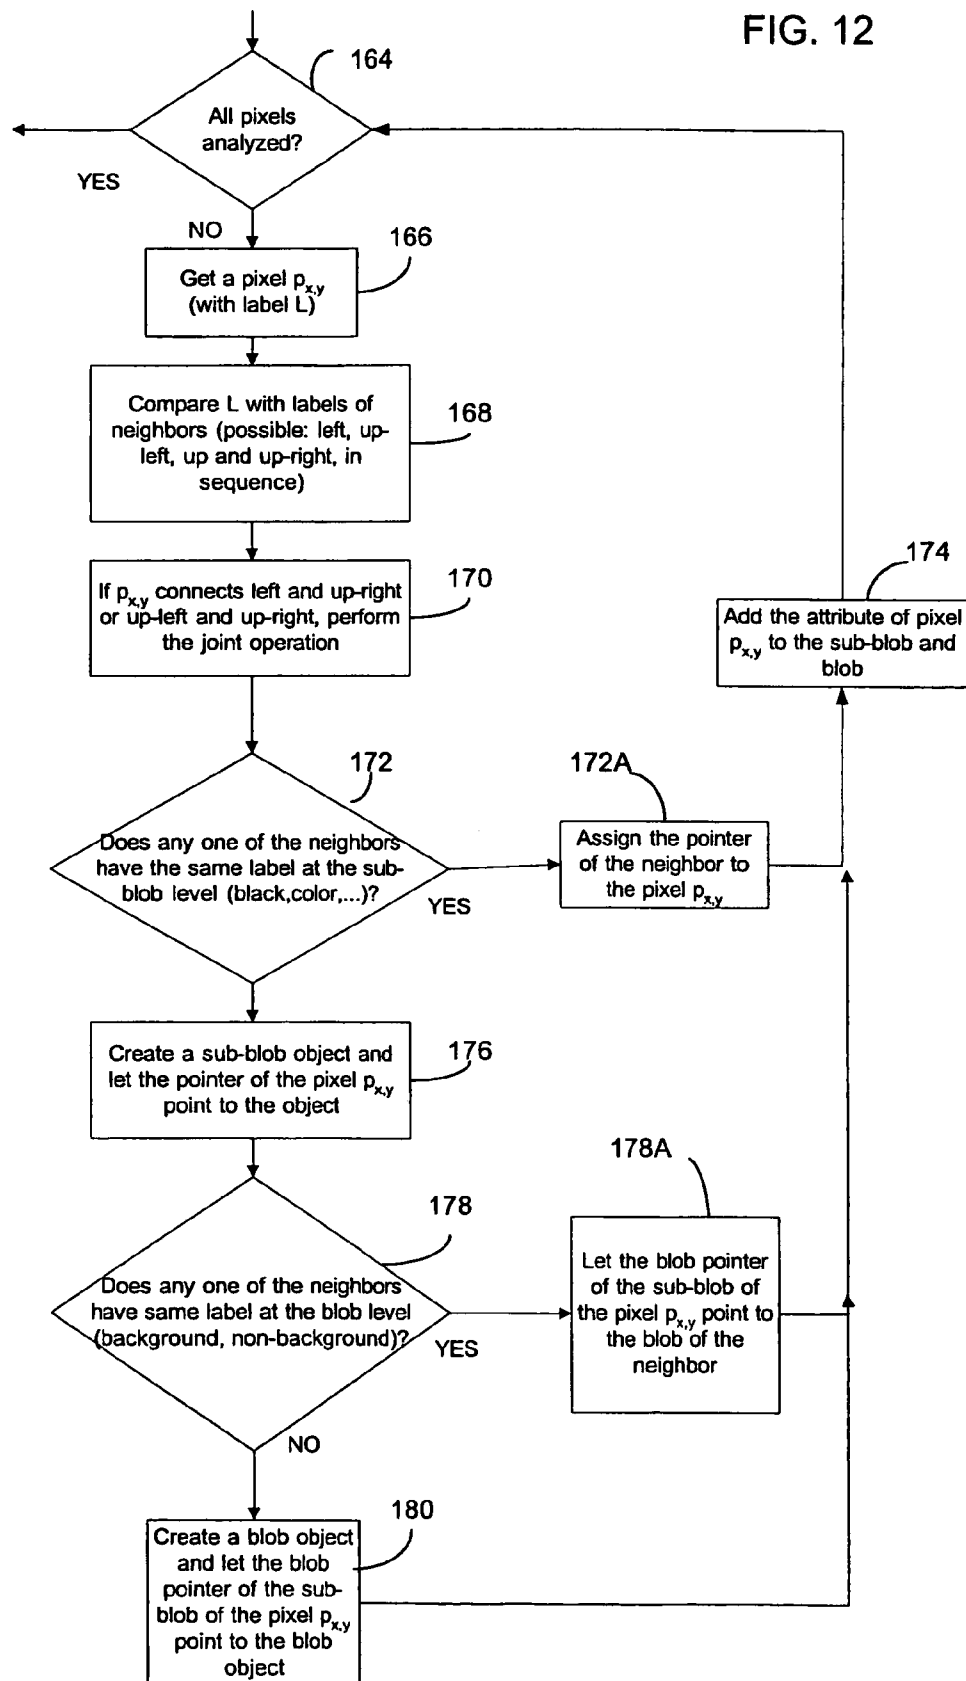 FIG. 12
164
All pixels
analyzed?
YES
NO
166
Get a pixel px,y
(with label L)
Compare L with labels of
neighbors (possible: left, up-
left, up and up-right, in
sequence)
168
If px,y connects left and up-right
or up-left and up-right, perform
the joint operation
170
174
Add the attribute of pixel
px,y to the sub-blob and
blob
172
Does any one of the neighbors
have the same label at the sub-
blob level (black,color,...)?
YES
172A
Assign the pointer
of the neighbor to
the pixel px,y
Create a sub-blob object and
let the pointer of the pixel px,y
point to the object
176
178
Does any one of the neighbors
have same label at the blob level
(background, non-background)?
YES
NO
178A
Let the blob pointer
of the sub-blob of
the pixel px,y point to
the blob of the
neighbor
180
Create a blob object
and let the blob
pointer of the sub-
blob of the pixel px,y
point to the blob
object